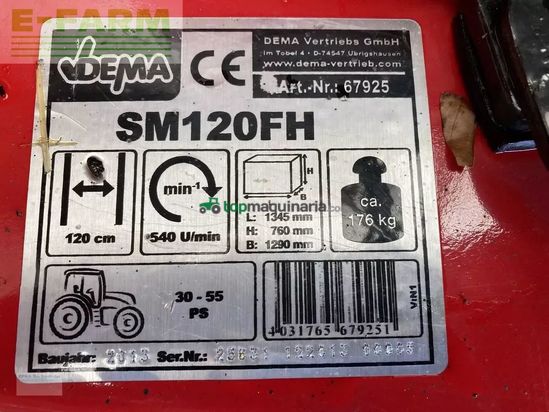 E-FARM
DEMA
CE
DEMA Vertriebs GmbH
Im Tobel 4 - D-74547 Übrigshausen
www.dema-vertrieb.com
Art.-Nr.: 67925
SM120FH
120 cm
min-1
540 U/min
H
B
L
L: 1345 mm
H: 760 mm
B: 1290 mm
ca.
176 kg
topmaquinaria.com
30 - 55
PS
4 031765 679251
VIN1
Baujahr: 2013 Ser.Nr.: